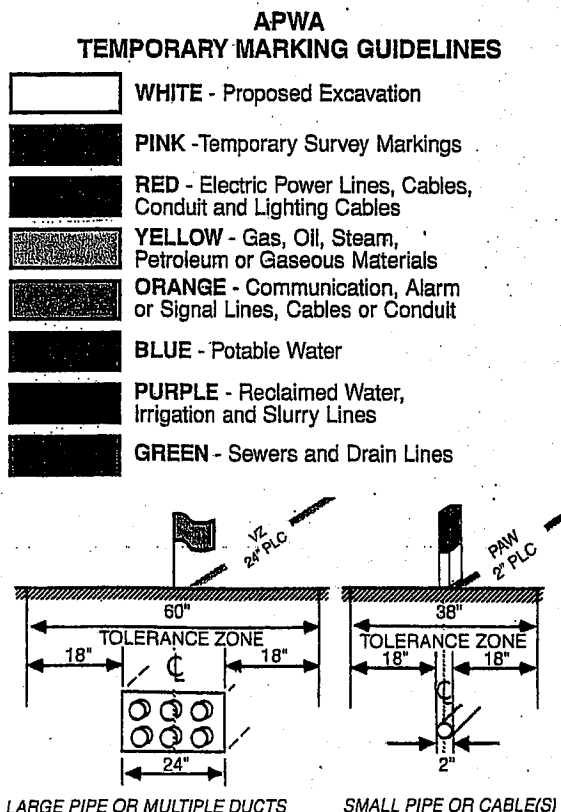 APWA
TEMPORARY MARKING GUIDELINES
WHITE - Proposed Excavation
PINK -Temporary Survey Markings
RED - Electric Power Lines, Cables,
Conduit and Lighting Cables
YELLOW - Gas, Oil, Steam,
Petroleum or Gaseous Materials
ORANGE - Communication, Alarm
or Signal Lines, Cables or Conduit
BLUE - Potable Water
PURPLE - Reclaimed Water,
Irrigation and Slurry Lines
GREEN - Sewers and Drain Lines
VZ
24" PLC
60"
TOLERANCE ZONE
18" 18"
℄
24"
LARGE PIPE OR MULTIPLE DUCTS
PAW
2" PLC
38"
TOLERANCE ZONE
18" 18"
℄
2"
SMALL PIPE OR CABLE(S)